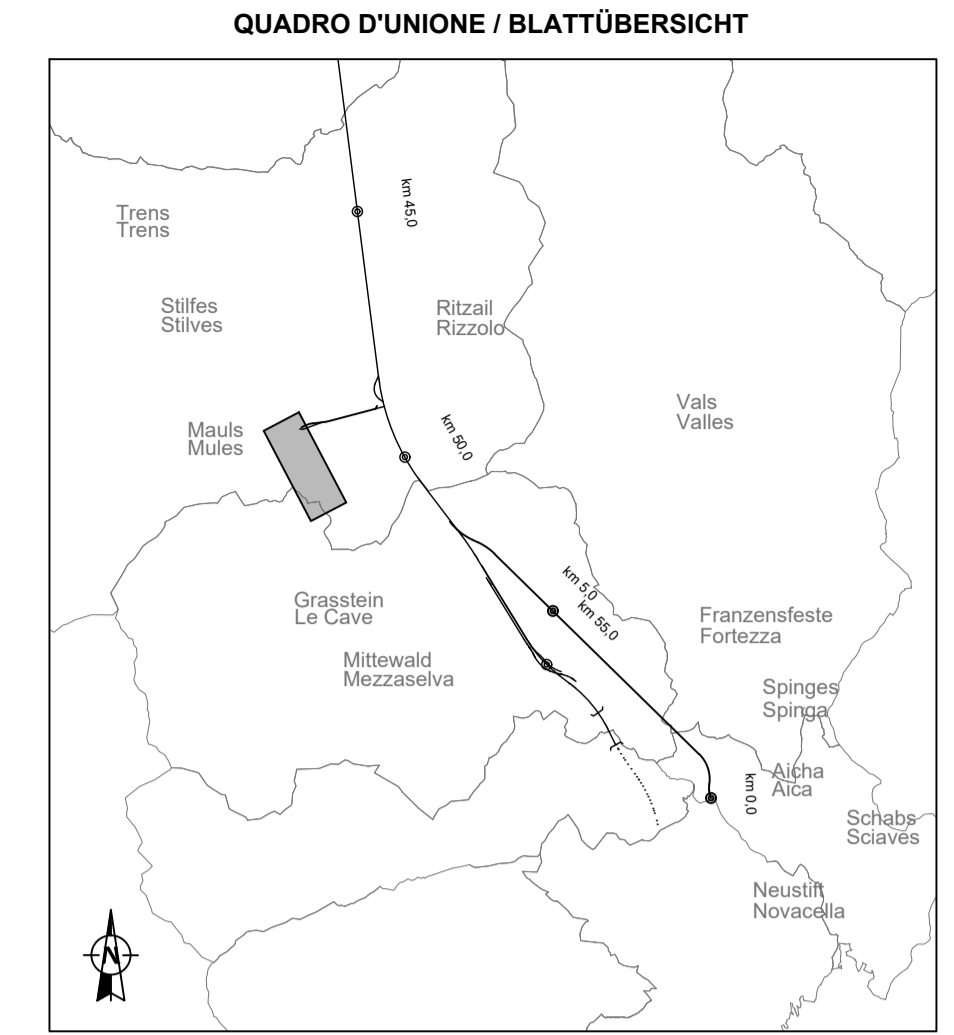 QUADRO D'UNIONE / BLATTÜBERSICHT
km 45,0
Trens
Trens
Stilfes
Stilves
Ritzail
Rizzolo
Vals
Valles
Mauls
Mules
km 50,0
km 5,0
km 55,0
Grasstein
Le Cave
Franzensfeste
Fortezza
Mittewald
Mezzaselva
Spinges
Spinga
Aicha
Aica
km 0,0
Schabs
Sciaves
Neustift
Novacella
N